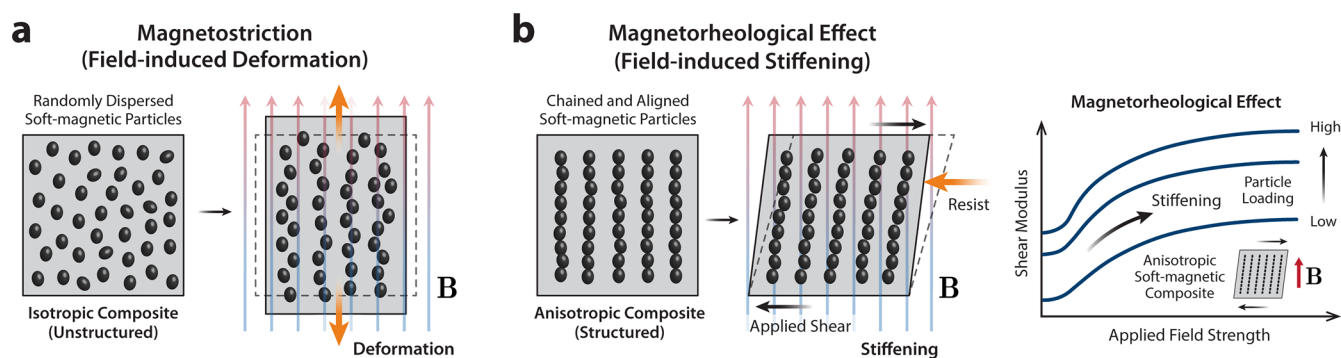 a
Magnetostriction
(Field-induced Deformation)
Randomly Dispersed
Soft-magnetic Particles
Isotropic Composite
(Unstructured)
B
Deformation
b
Magnetorheological Effect
(Field-induced Stiffening)
Chained and Aligned
Soft-magnetic Particles
Anisotropic Composite
(Structured)
Resist
B
Applied Shear
Stiffening
Magnetorheological Effect
Shear Modulus
High
Stiffening
Particle
Loading
Low
Anisotropic
Soft-magnetic
Composite
B
Applied Field Strength